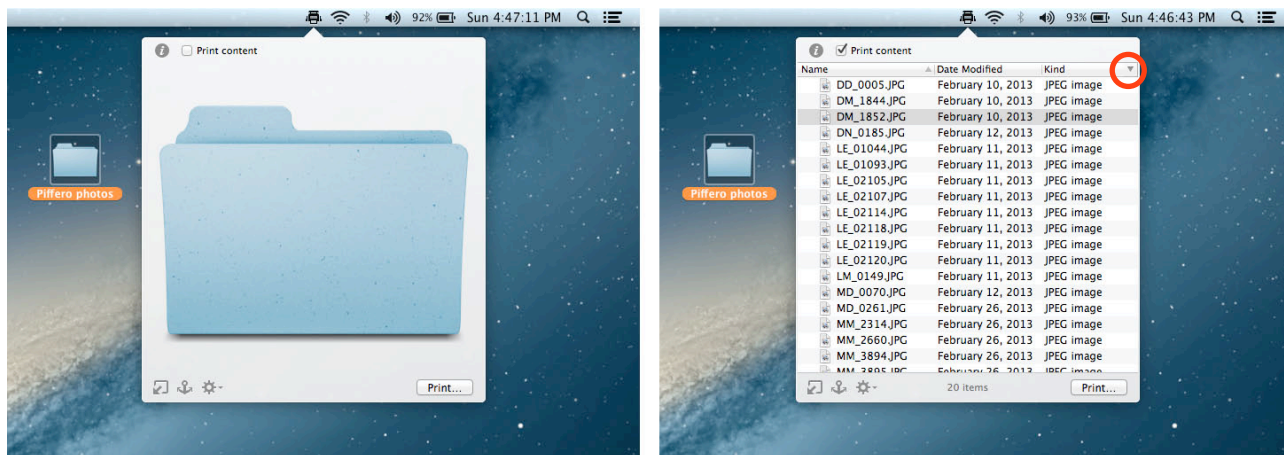 92% Sun 4:47:11 PM
Print content
Piffero photos
Print...
93% Sun 4:46:43 PM
Print content
Name Date Modified Kind
DD_0005.JPG February 10, 2013 JPEG image
DM_1844.JPG February 10, 2013 JPEG image
DM_1852.JPG February 10, 2013 JPEG image
DN_0185.JPG February 12, 2013 JPEG image
LE_01044.JPG February 11, 2013 JPEG image
LE_01093.JPG February 11, 2013 JPEG image
LE_02105.JPG February 11, 2013 JPEG image
LE_02107.JPG February 11, 2013 JPEG image
LE_02114.JPG February 11, 2013 JPEG image
LE_02118.JPG February 11, 2013 JPEG image
LE_02119.JPG February 11, 2013 JPEG image
LE_02120.JPG February 11, 2013 JPEG image
LM_0149.JPG February 11, 2013 JPEG image
MD_0070.JPG February 12, 2013 JPEG image
MD_0261.JPG February 26, 2013 JPEG image
MM_2314.JPG February 26, 2013 JPEG image
MM_2660.JPG February 26, 2013 JPEG image
MM_3894.JPG February 26, 2013 JPEG image
MM_3895.JPG February 26, 2013 JPEG image
Piffero photos
20 items Print...